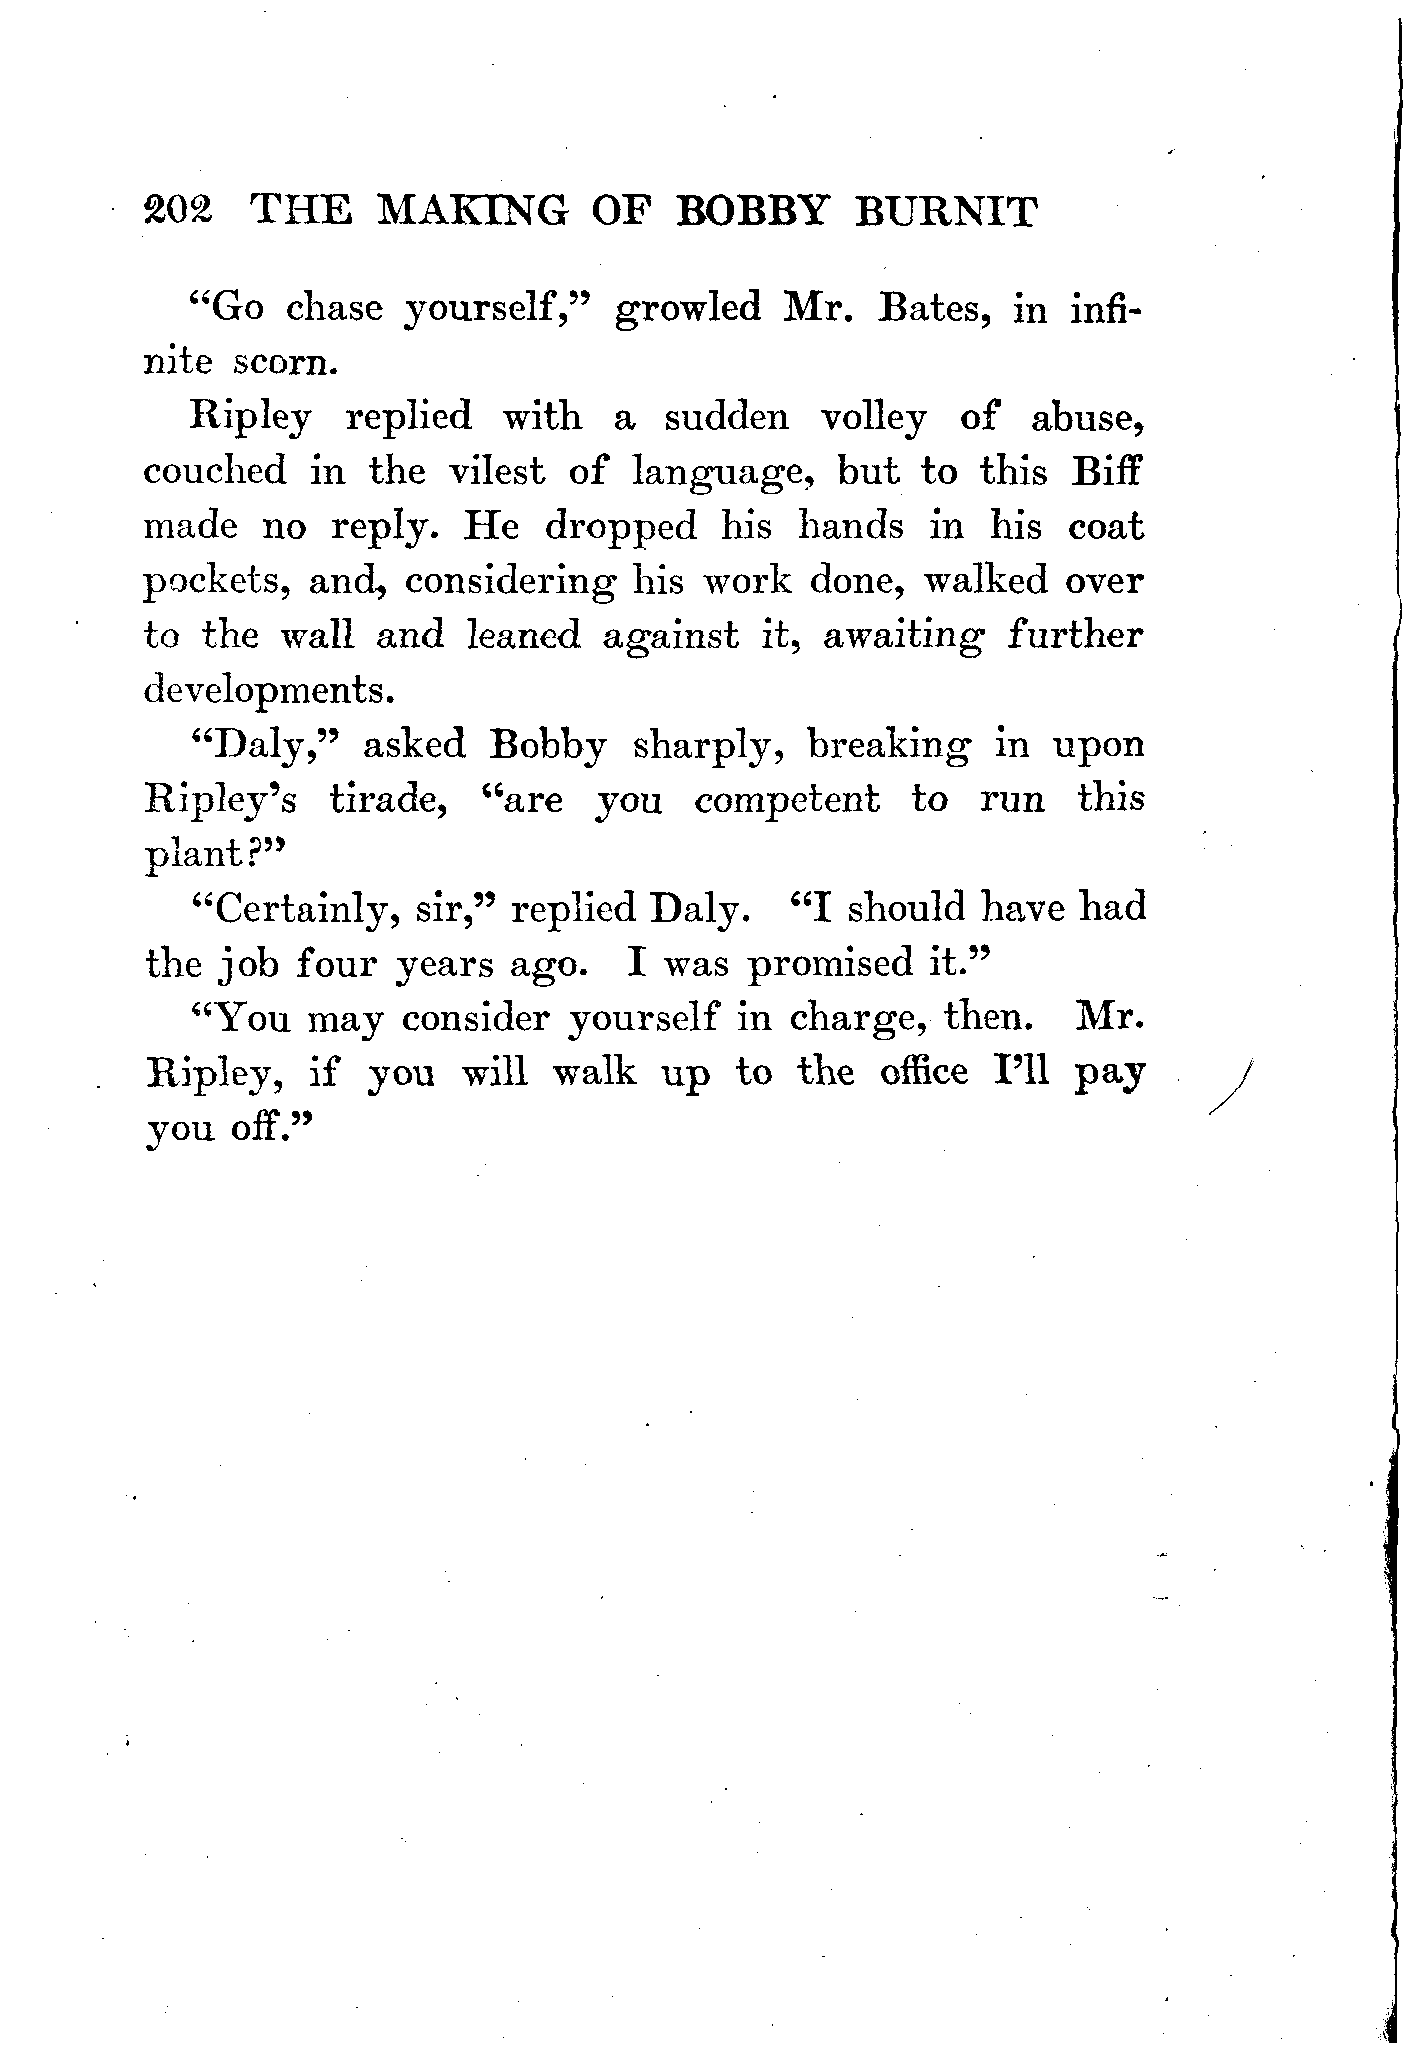 202 THE MAKING OF BOBBY BURNIT
“Go chase yourself,” growled Mr. Bates, in infi-
nite scorn.
Ripley replied with a sudden volley of abuse,
couched in the vilest of language, but to this Biff
made no reply. He dropped his hands in his coat
pockets, and, considering his work done, walked over
to the wall and leaned against it, awaiting further
developments.
“Daly,” asked Bobby sharply, breaking in upon
Ripley’s tirade, “are you competent to run this
plant?”
“Certainly, sir,” replied Daly. “I should have had
the job four years ago. I was promised it.”
“You may consider yourself in charge, then. Mr.
Ripley, if you will walk up to the office I’ll pay
you off.”